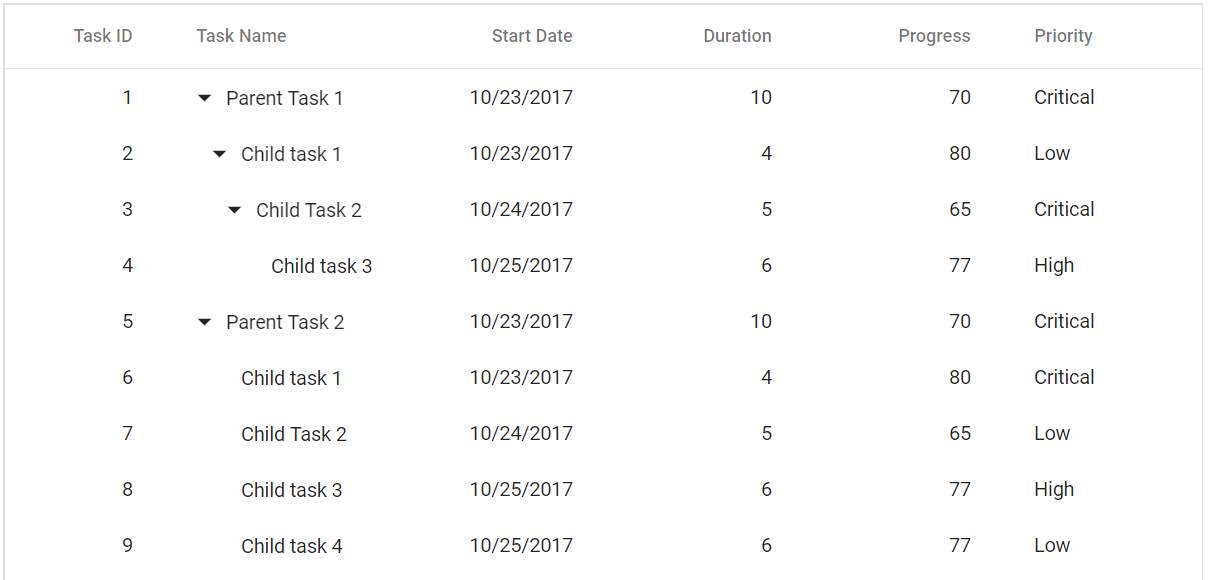 Task ID Task Name Start Date Duration Progress Priority
1 Parent Task 1 10/23/2017 10 70 Critical
2 Child task 1 10/23/2017 4 80 Low
3 Child Task 2 10/24/2017 5 65 Critical
4 Child task 3 10/25/2017 6 77 High
5 Parent Task 2 10/23/2017 10 70 Critical
6 Child task 1 10/23/2017 4 80 Critical
7 Child Task 2 10/24/2017 5 65 Low
8 Child task 3 10/25/2017 6 77 High
9 Child task 4 10/25/2017 6 77 Low